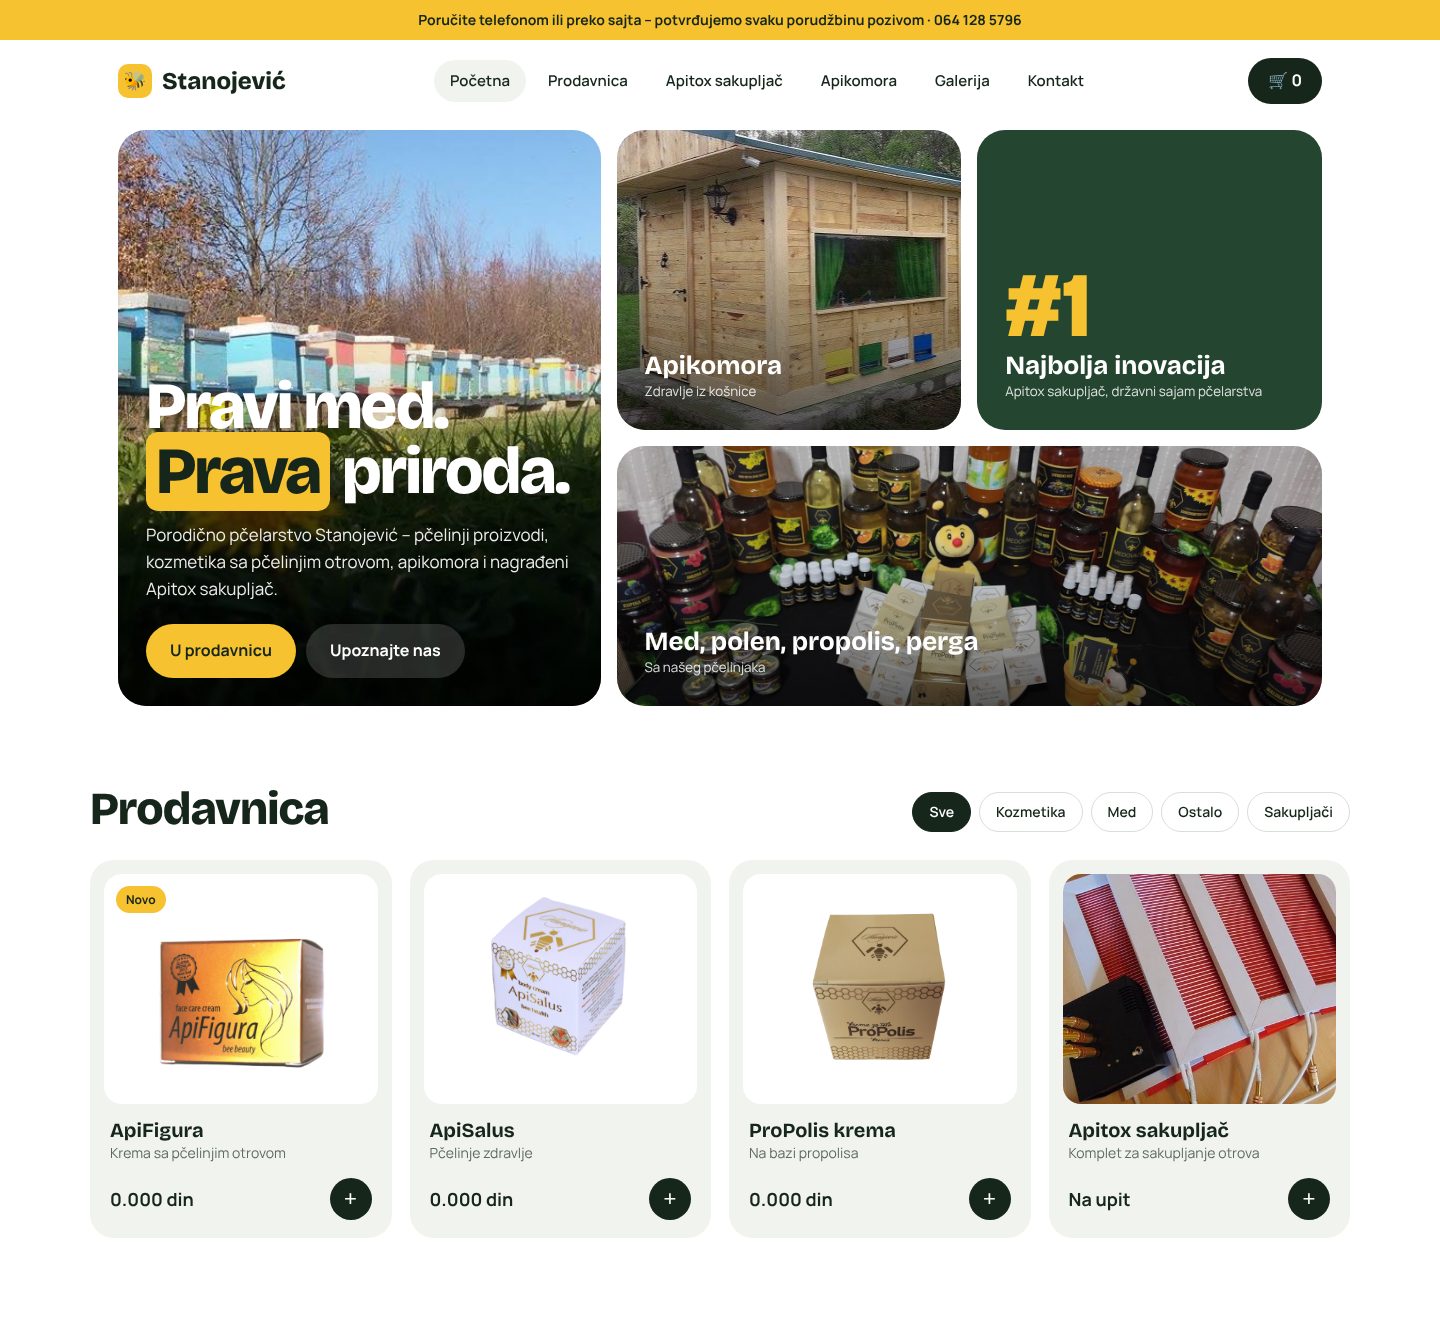 Poručite telefonom ili preko sajta – potvrđujemo svaku porudžbinu pozivom · 064 128 5796
Stanojević
Početna
Prodavnica
Apitox sakupljač
Apikomora
Galerija
Kontakt
0
Pravi med.
Prava priroda.
Porodično pčelarstvo Stanojević – pčelinji proizvodi,
kozmetika sa pčelinjim otrovom, apikomora i nagrađeni
Apitox sakupljač.
U prodavnicu
Upoznajte nas
Apikomora
Zdravlje iz košnice
#1
Najbolja inovacija
Apitox sakupljač, državni sajam pčelarstva
Med, polen, propolis, perga
Sa našeg pčelinjaka
Prodavnica
Sve
Kozmetika
Med
Ostalo
Sakupljači
Novo
face care cream
ApiFigura
bee beauty
ApiFigura
Krema sa pčelinjim otrovom
0.000 din
+
body cream
ApiSalus
bee health
ApiSalus
Pčelinje zdravlje
0.000 din
+
ProPolis
ProPolis krema
Na bazi propolisa
0.000 din
+
Apitox sakupljač
Komplet za sakupljanje otrova
Na upit
+